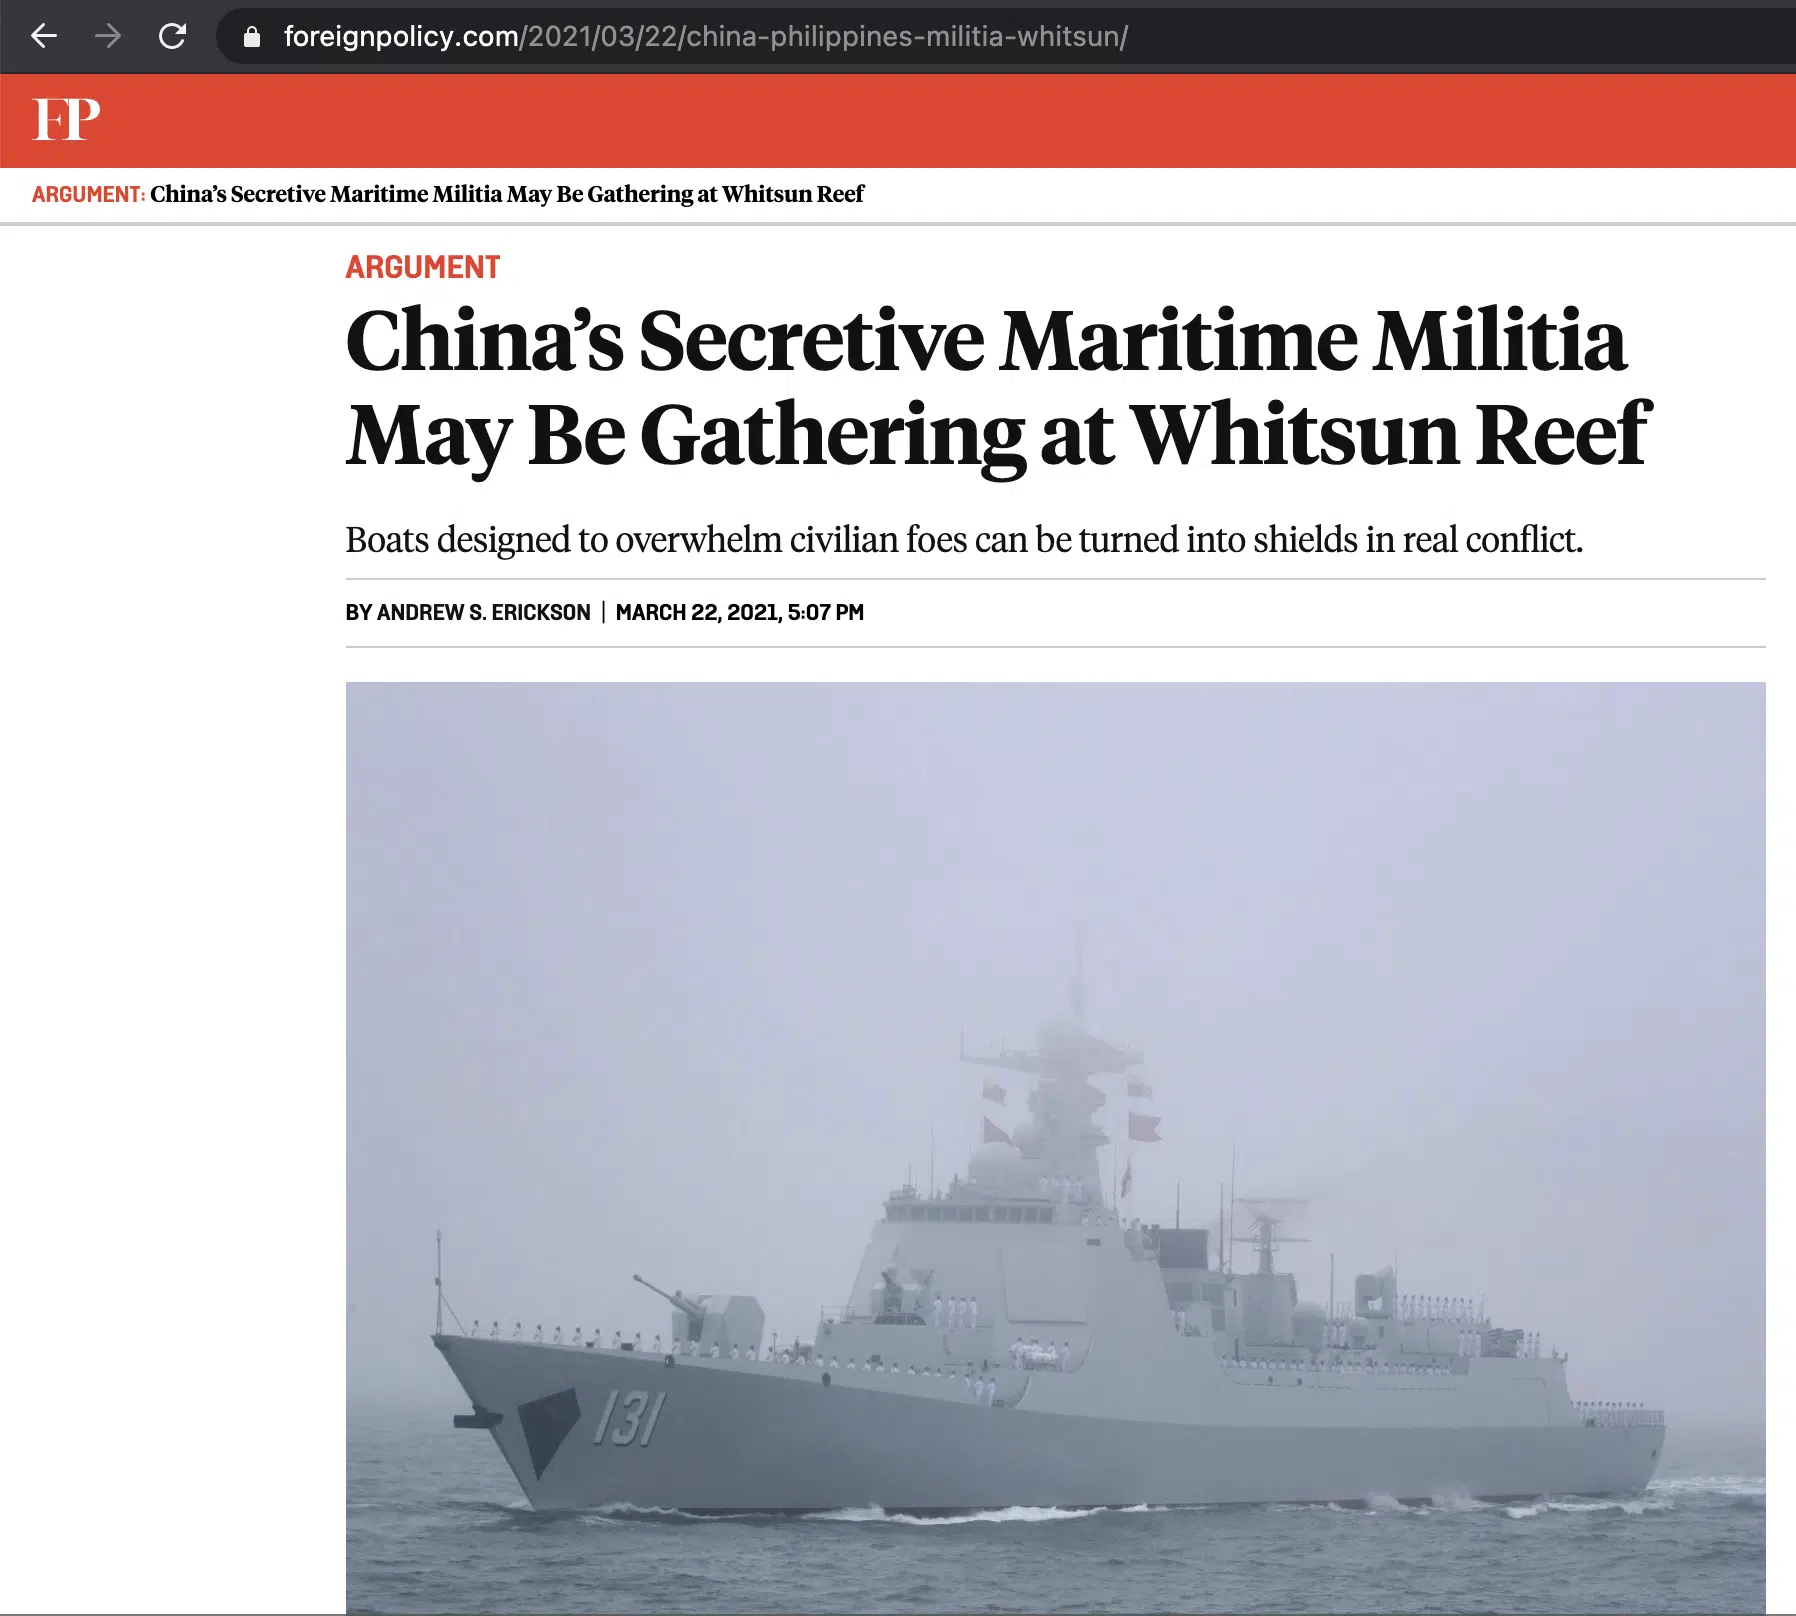 foreignpolicy.com/2021/03/22/china-philippines-militia-whitsun/
FP
ARGUMENT: China’s Secretive Maritime Militia May Be Gathering at Whitsun Reef
ARGUMENT
China’s Secretive Maritime Militia
May Be Gathering at Whitsun Reef
Boats designed to overwhelm civilian foes can be turned into shields in real conflict.
BY ANDREW S. ERICKSON | MARCH 22, 2021, 5:07 PM
131